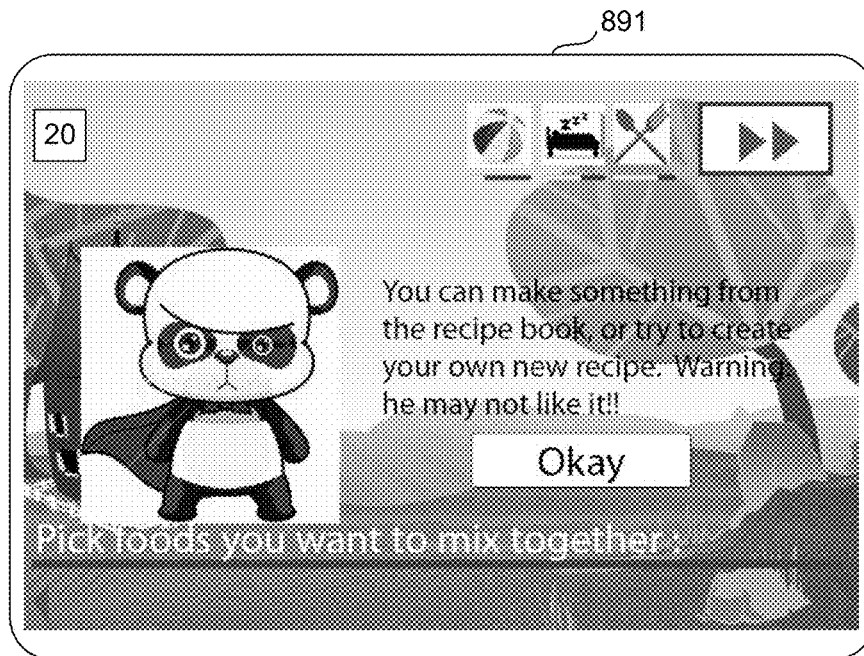 891
20
zzz
You can make something from
the recipe book, or try to create
your own new recipe. Warning,
he may not like it!!
Okay
Pick foods you want to mix together :